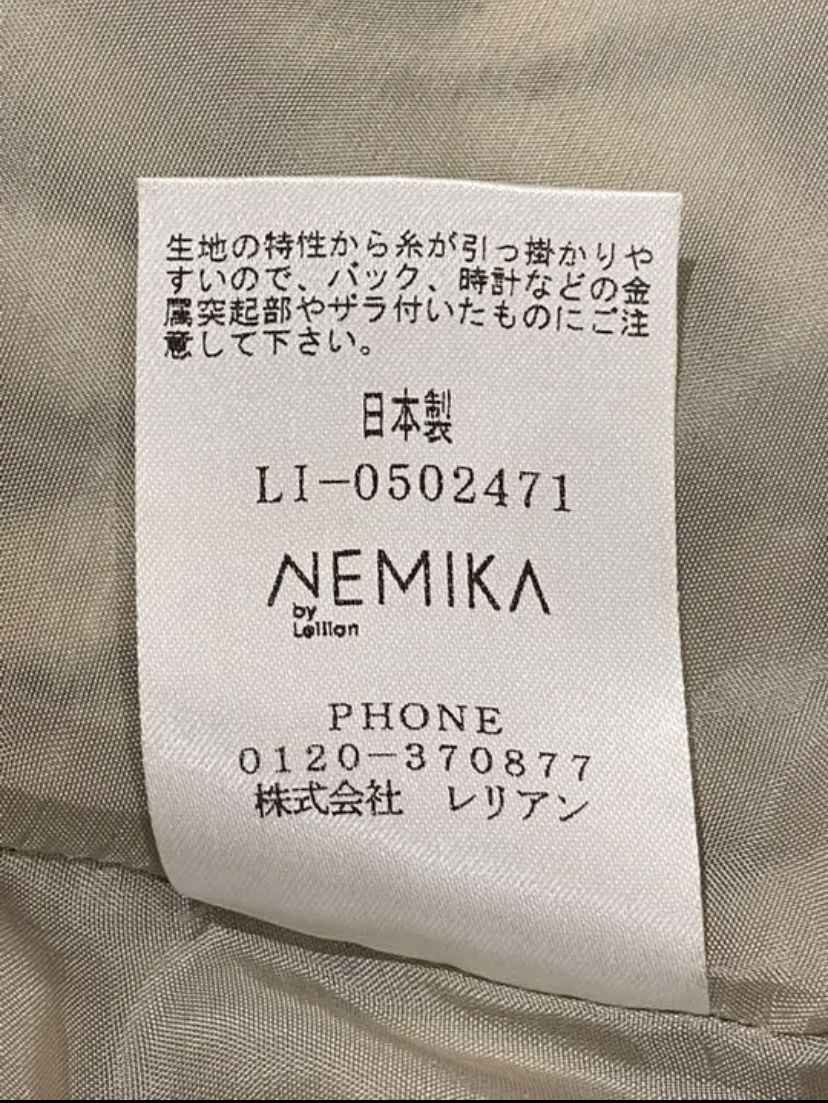 生地の特性から糸が引っ掛かりや
すいので、バック、時計などの金
属突起部やザラ付いたものにご注
意して下さい。
日本製
LI-0502471
NEMIKA
by
Leilian
PHONE
0120-370877
株式会社 レリアン